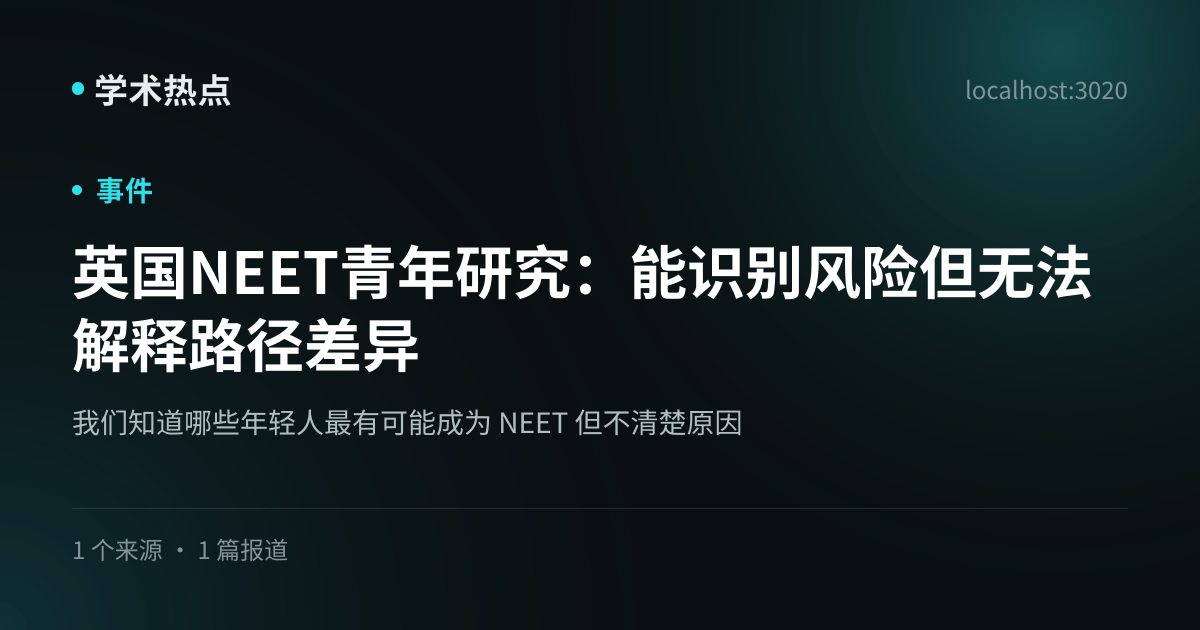 学术热点
localhost:3020
事件
英国NEET青年研究：能识别风险但无法
解释路径差异
我们知道哪些年轻人最有可能成为 NEET 但不清楚原因
1 个来源 · 1 篇报道